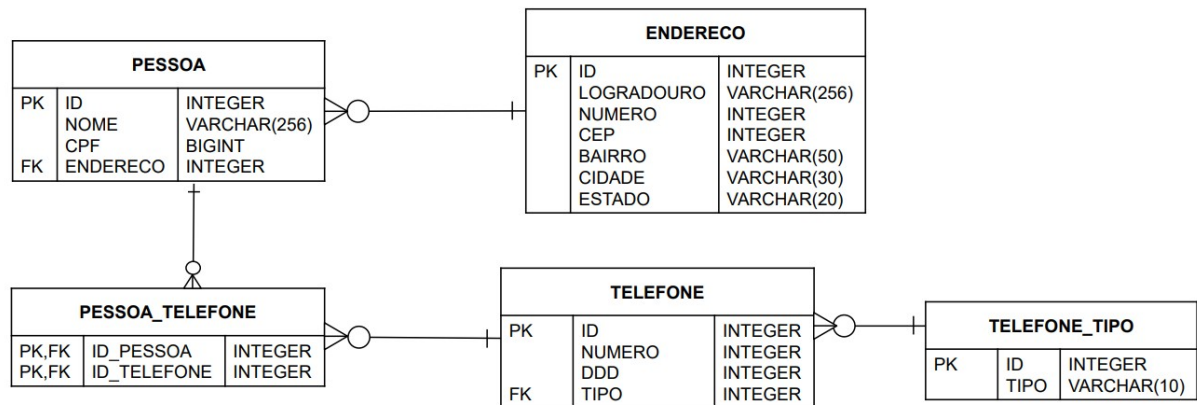 PESSOA
PK ID INTEGER
NOME VARCHAR(256)
CPF BIGINT
FK ENDERECO INTEGER
ENDERECO
PK ID INTEGER
LOGRADOURO VARCHAR(256)
NUMERO INTEGER
CEP INTEGER
BAIRRO VARCHAR(50)
CIDADE VARCHAR(30)
ESTADO VARCHAR(20)
PESSOA_TELEFONE
PK,FK ID_PESSOA INTEGER
PK,FK ID_TELEFONE INTEGER
TELEFONE
PK ID INTEGER
NUMERO INTEGER
DDD INTEGER
FK TIPO INTEGER
TELEFONE_TIPO
PK ID INTEGER
TIPO VARCHAR(10)